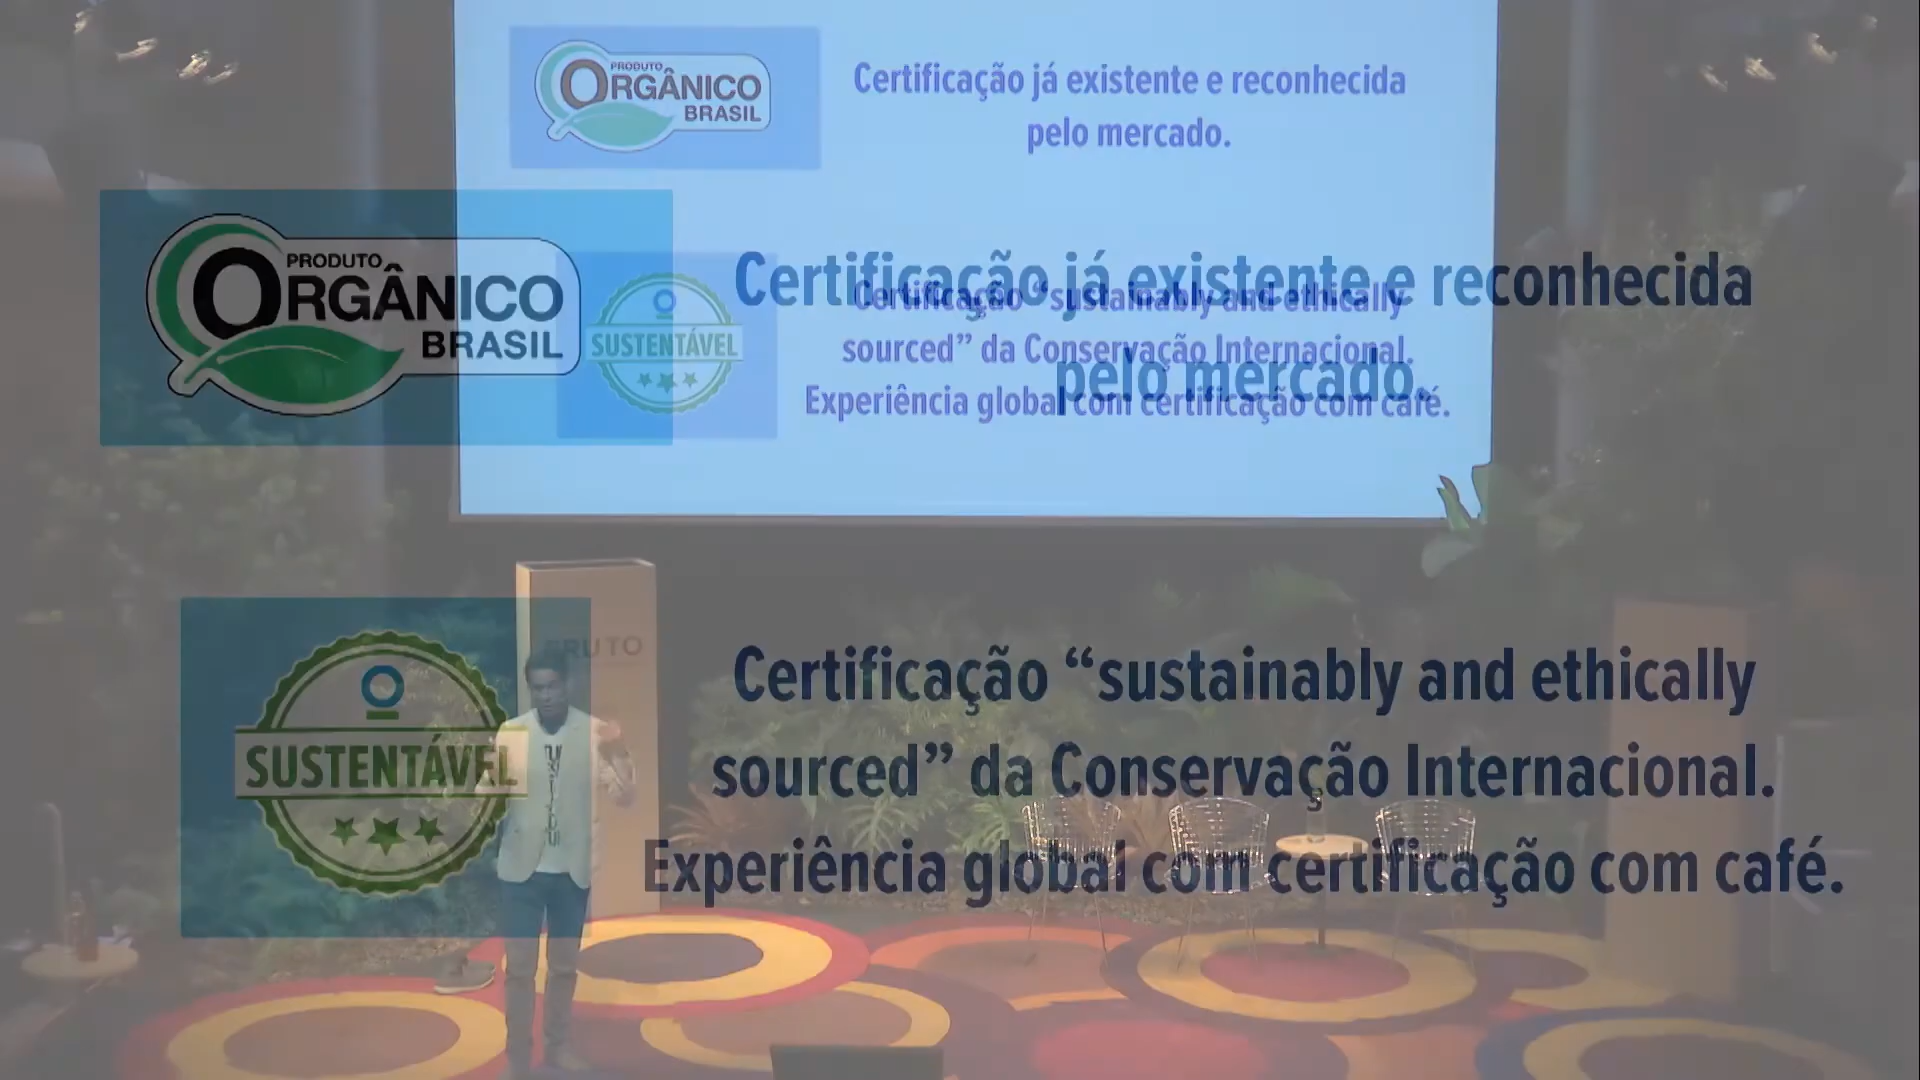 PRODUTO
ORGÂNICO
BRASIL
Certificação já existente e reconhecida
pelo mercado.
SUSTENTÁVEL
Certificação “sustainably and ethically
sourced” da Conservação Internacional.
Experiência global com certificação com café.
PRODUTO
ORGÂNICO
BRASIL
Certificação já existente e reconhecida
pelo mercado.
BRUTO
SUSTENTÁVEL
Certificação “sustainably and ethically
sourced” da Conservação Internacional.
Experiência global com certificação com café.